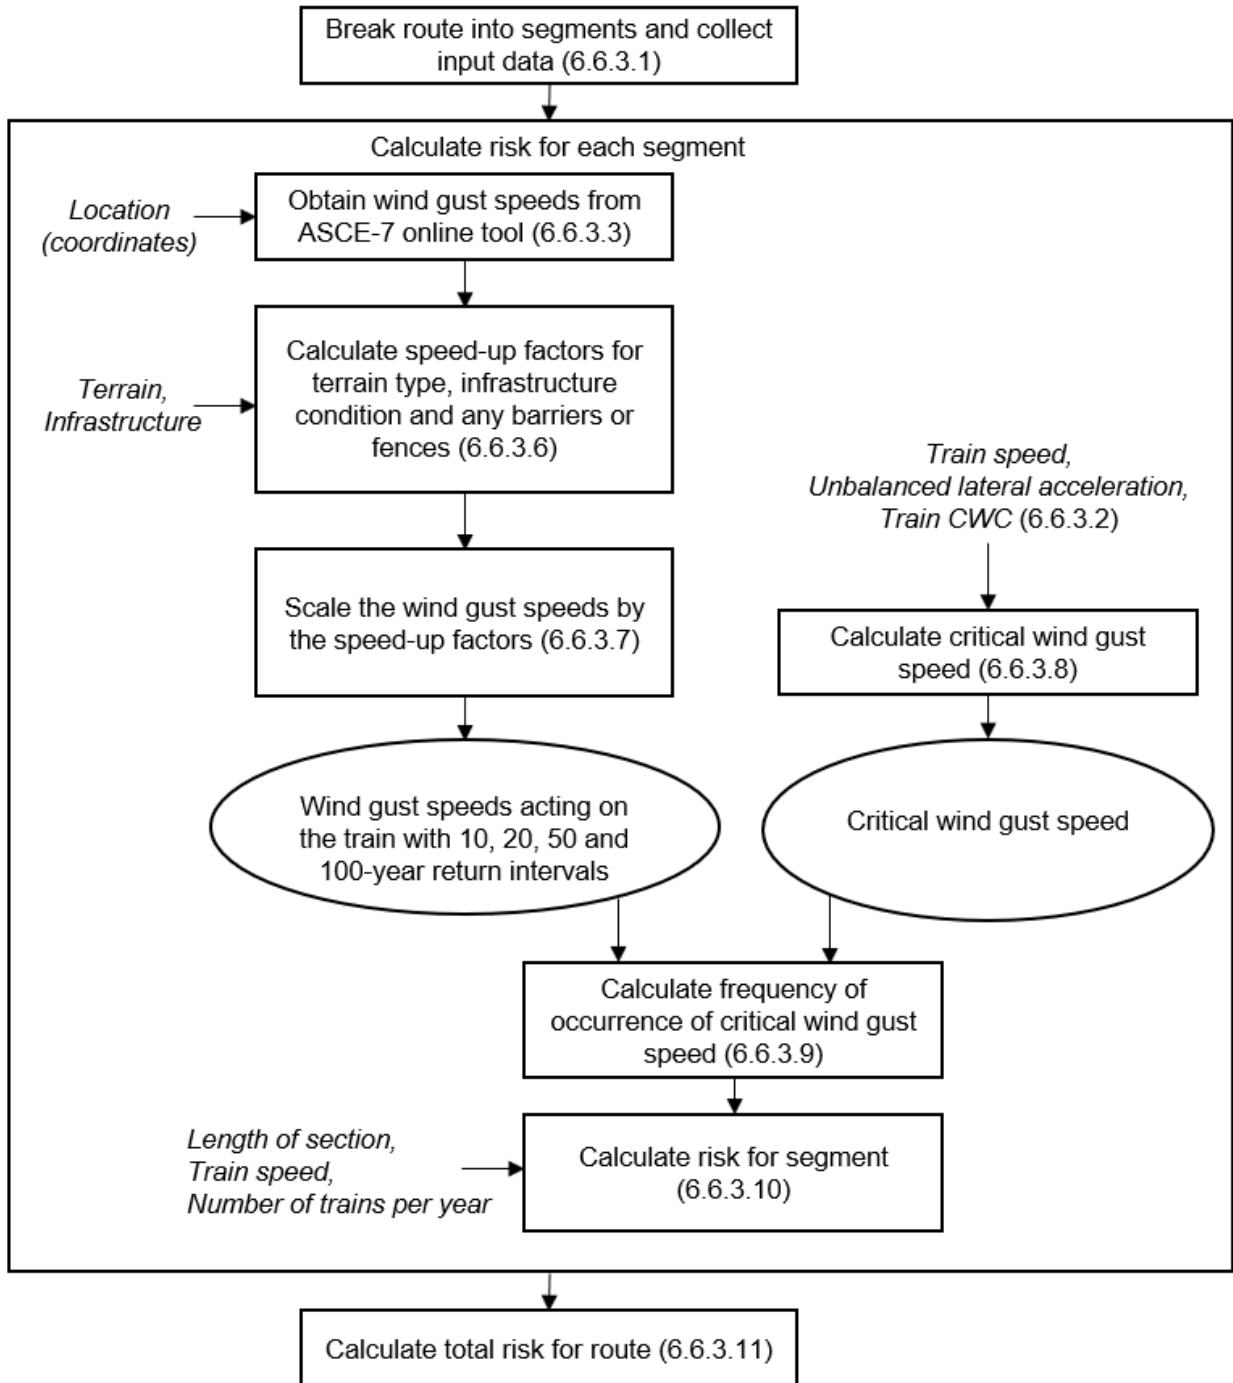 Break route into segments and collect
input data (6.6.3.1)
Calculate risk for each segment
Location
(coordinates)
Obtain wind gust speeds from
ASCE-7 online tool (6.6.3.3)
Terrain,
Infrastructure
Calculate speed-up factors for
terrain type, infrastructure
condition and any barriers or
fences (6.6.3.6)
Scale the wind gust speeds by
the speed-up factors (6.6.3.7)
Train speed,
Unbalanced lateral acceleration,
Train CWC (6.6.3.2)
Calculate critical wind gust
speed (6.6.3.8)
Wind gust speeds acting on
the train with 10, 20, 50 and
100-year return intervals
Critical wind gust speed
Calculate frequency of
occurrence of critical wind gust
speed (6.6.3.9)
Length of section,
Train speed,
Number of trains per year
Calculate risk for segment
(6.6.3.10)
Calculate total risk for route (6.6.3.11)